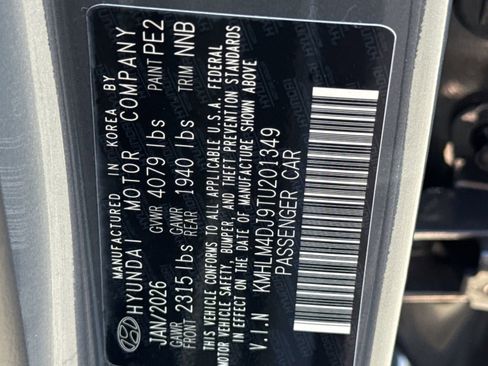 MANUFACTURED IN KOREA BY
HYUNDAI MOTOR COMPANY
JAN/2026 GVWR 4079 lbs PAINT PE2
GAWR FRONT 2315 lbs GAWR REAR 1940 lbs TRIM NNB
THIS VEHICLE CONFORMS TO ALL APPLICABLE U.S.A. FEDERAL
MOTOR VEHICLE SAFETY, BUMPER, AND THEFT PREVENTION STANDARDS
IN EFFECT ON THE DATE OF MANUFACTURE SHOWN ABOVE
V.I.N KMHLM4DJ9TU201349
PASSENGER CAR